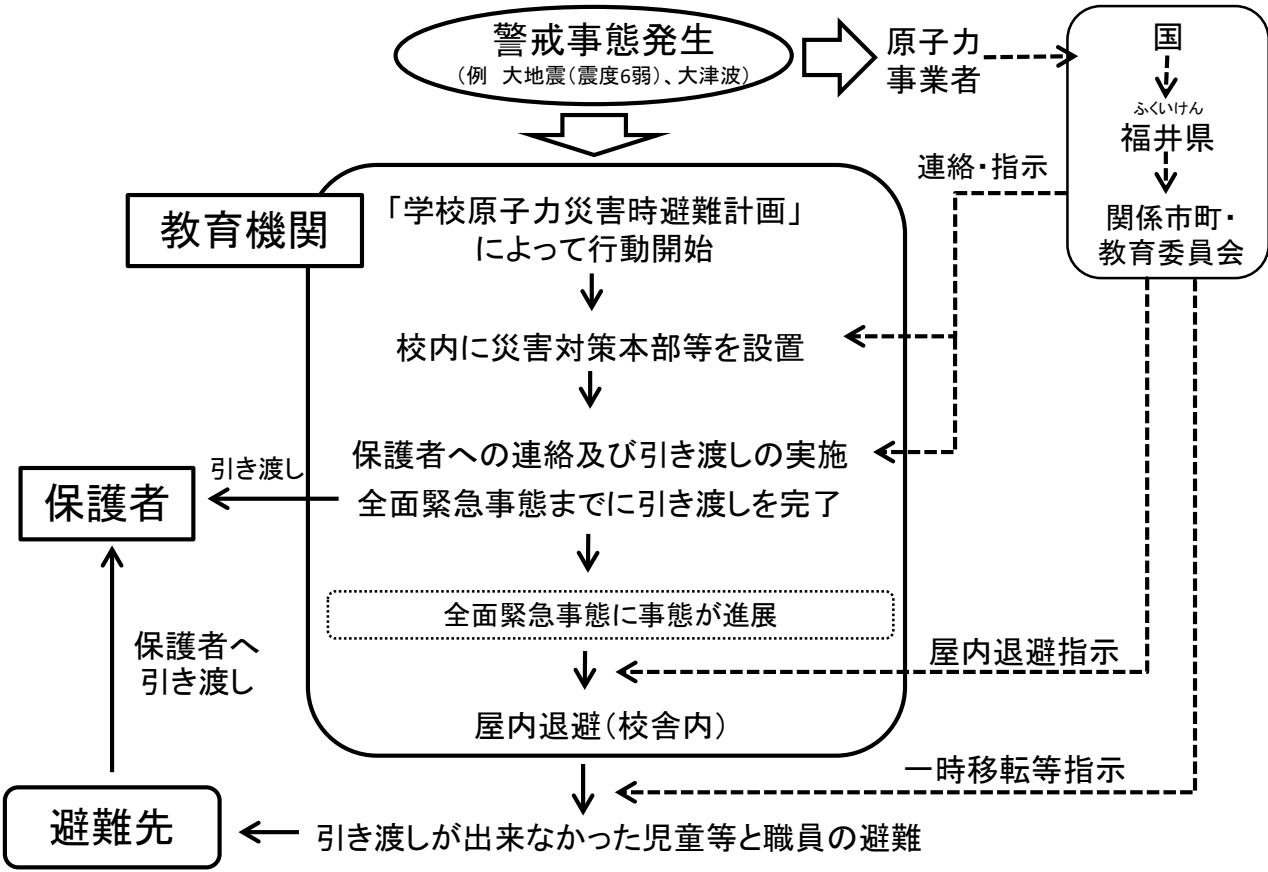 警戒事態発生
（例　大地震（震度6弱）、大津波）
原子力
事業者
国
ふくいけん
福井県
関係市町・
教育委員会
連絡・指示
教育機関
「学校原子力災害時避難計画」
によって行動開始
校内に災害対策本部等を設置
保護者への連絡及び引き渡しの実施
全面緊急事態までに引き渡しを完了
引き渡し
保護者
全面緊急事態に事態が進展
保護者へ
引き渡し
屋内退避指示
屋内退避（校舎内）
一時移転等指示
避難先
引き渡しが出来なかった児童等と職員の避難